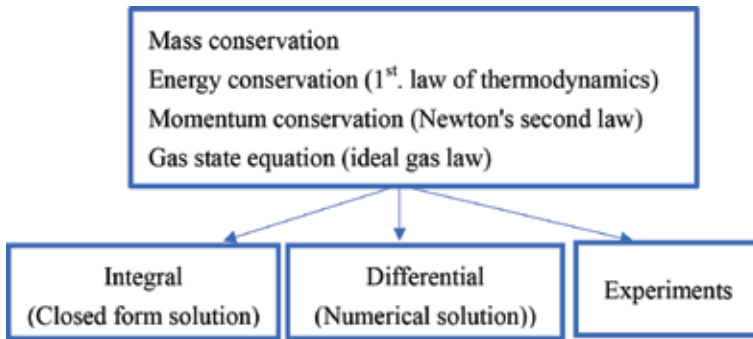 Mass conservation
Energy conservation (1st. law of thermodynamics)
Momentum conservation (Newton's second law)
Gas state equation (ideal gas law)
Integral
(Closed form solution)
Differential
(Numerical solution))
Experiments